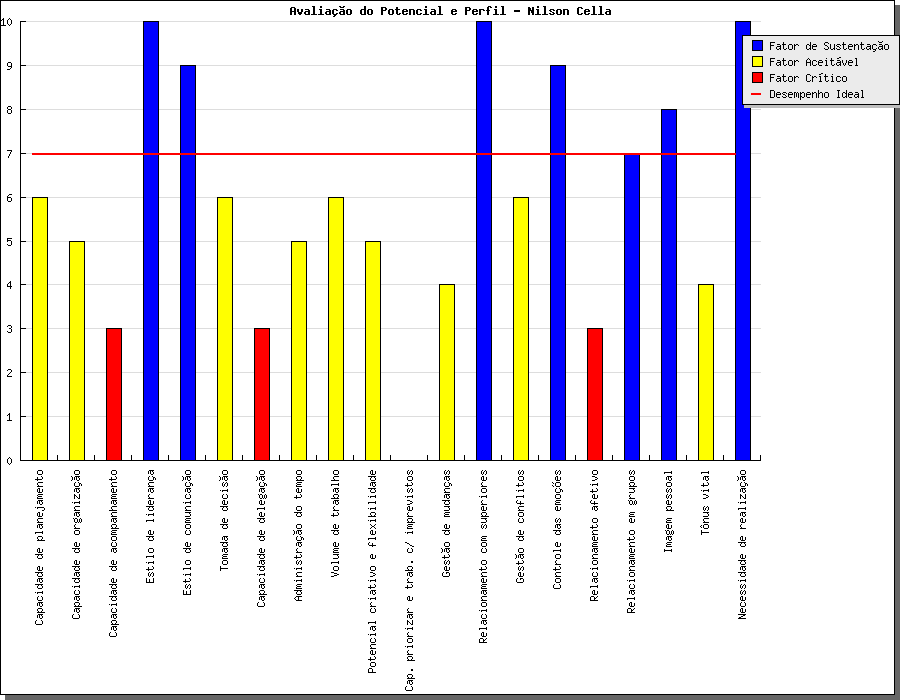 Avaliação do Potencial e Perfil - Nilson Cella
Fator de Sustentação
Fator Aceitável
Fator Crítico
Desempenho Ideal
10
9
8
7
6
5
4
3
2
1
0
Capacidade de planejamento
Capacidade de organização
Capacidade de acompanhamento
Estilo de liderança
Estilo de comunicação
Tomada de decisão
Capacidade de delegação
Administração do tempo
Volume de trabalho
Potencial criativo e flexibilidade
Cap. priorizar e trab. c/ imprevistos
Gestão de mudanças
Relacionamento com superiores
Gestão de conflitos
Controle das emoções
Relacionamento afetivo
Relacionamento em grupos
Imagem pessoal
Tônus vital
Necessidade de realização